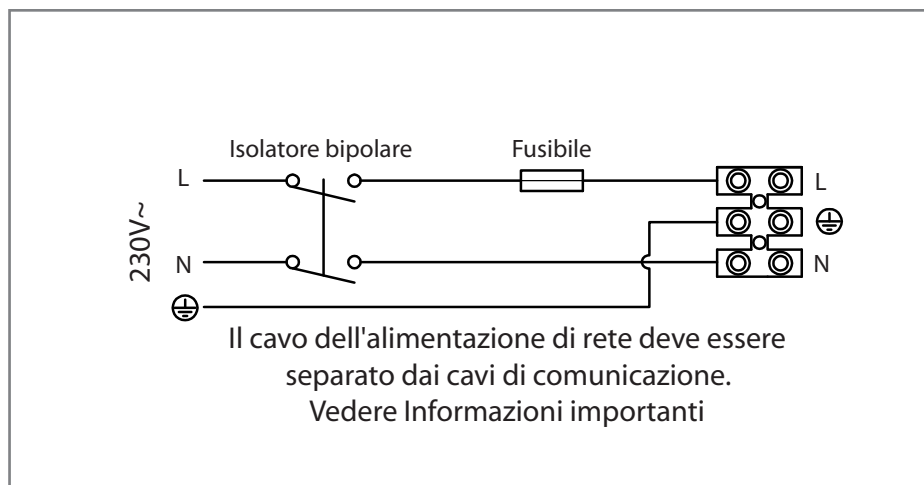 Isolatore bipolare
Fusibile
L
L
230V~
N
N
Il cavo dell'alimentazione di rete deve essere
separato dai cavi di comunicazione.
Vedere Informazioni importanti